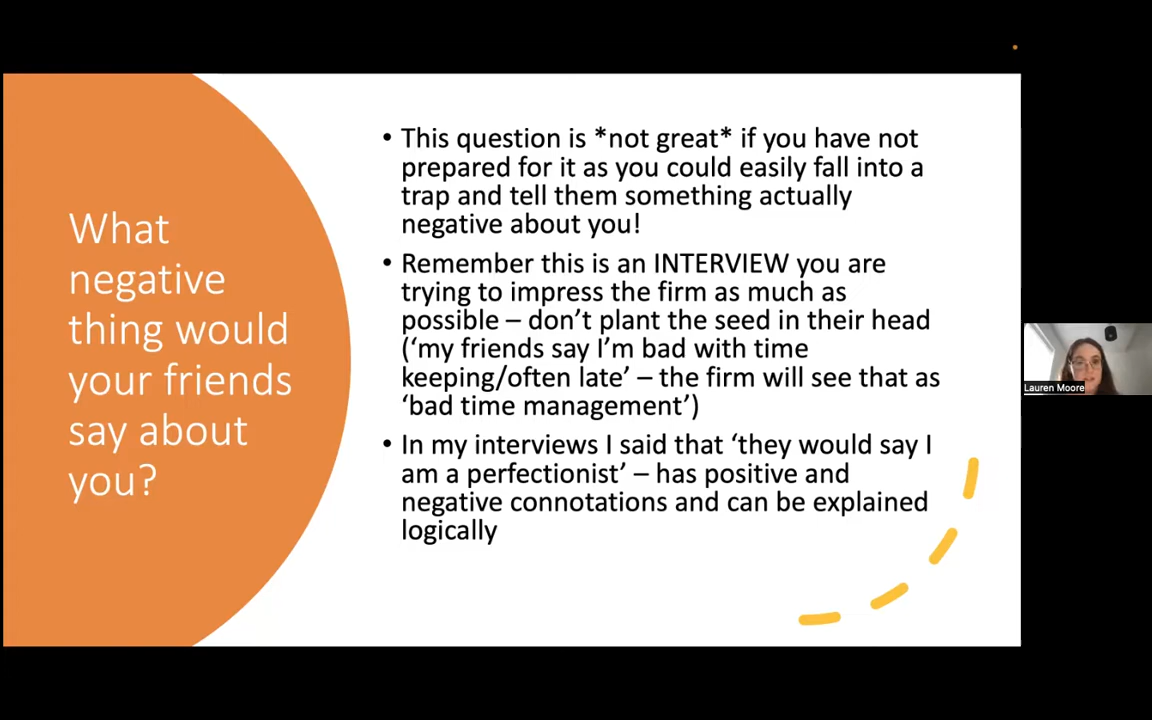 What
negative
thing would
your friends
say about
you?
• This question is *not great* if you have not
prepared for it as you could easily fall into a
trap and tell them something actually
negative about you!
• Remember this is an INTERVIEW you are
trying to impress the firm as much as
possible – don’t plant the seed in their head
(‘my friends say I’m bad with time
keeping/often late’ – the firm will see that as
‘bad time management’)
• In my interviews I said that ‘they would say I
am a perfectionist’ – has positive and
negative connotations and can be explained
logically
Lauren Moore